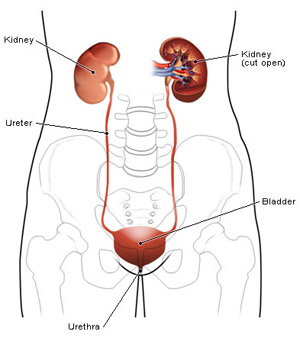 Kidney
Kidney
(cut open)
Ureter
Bladder
Urethra